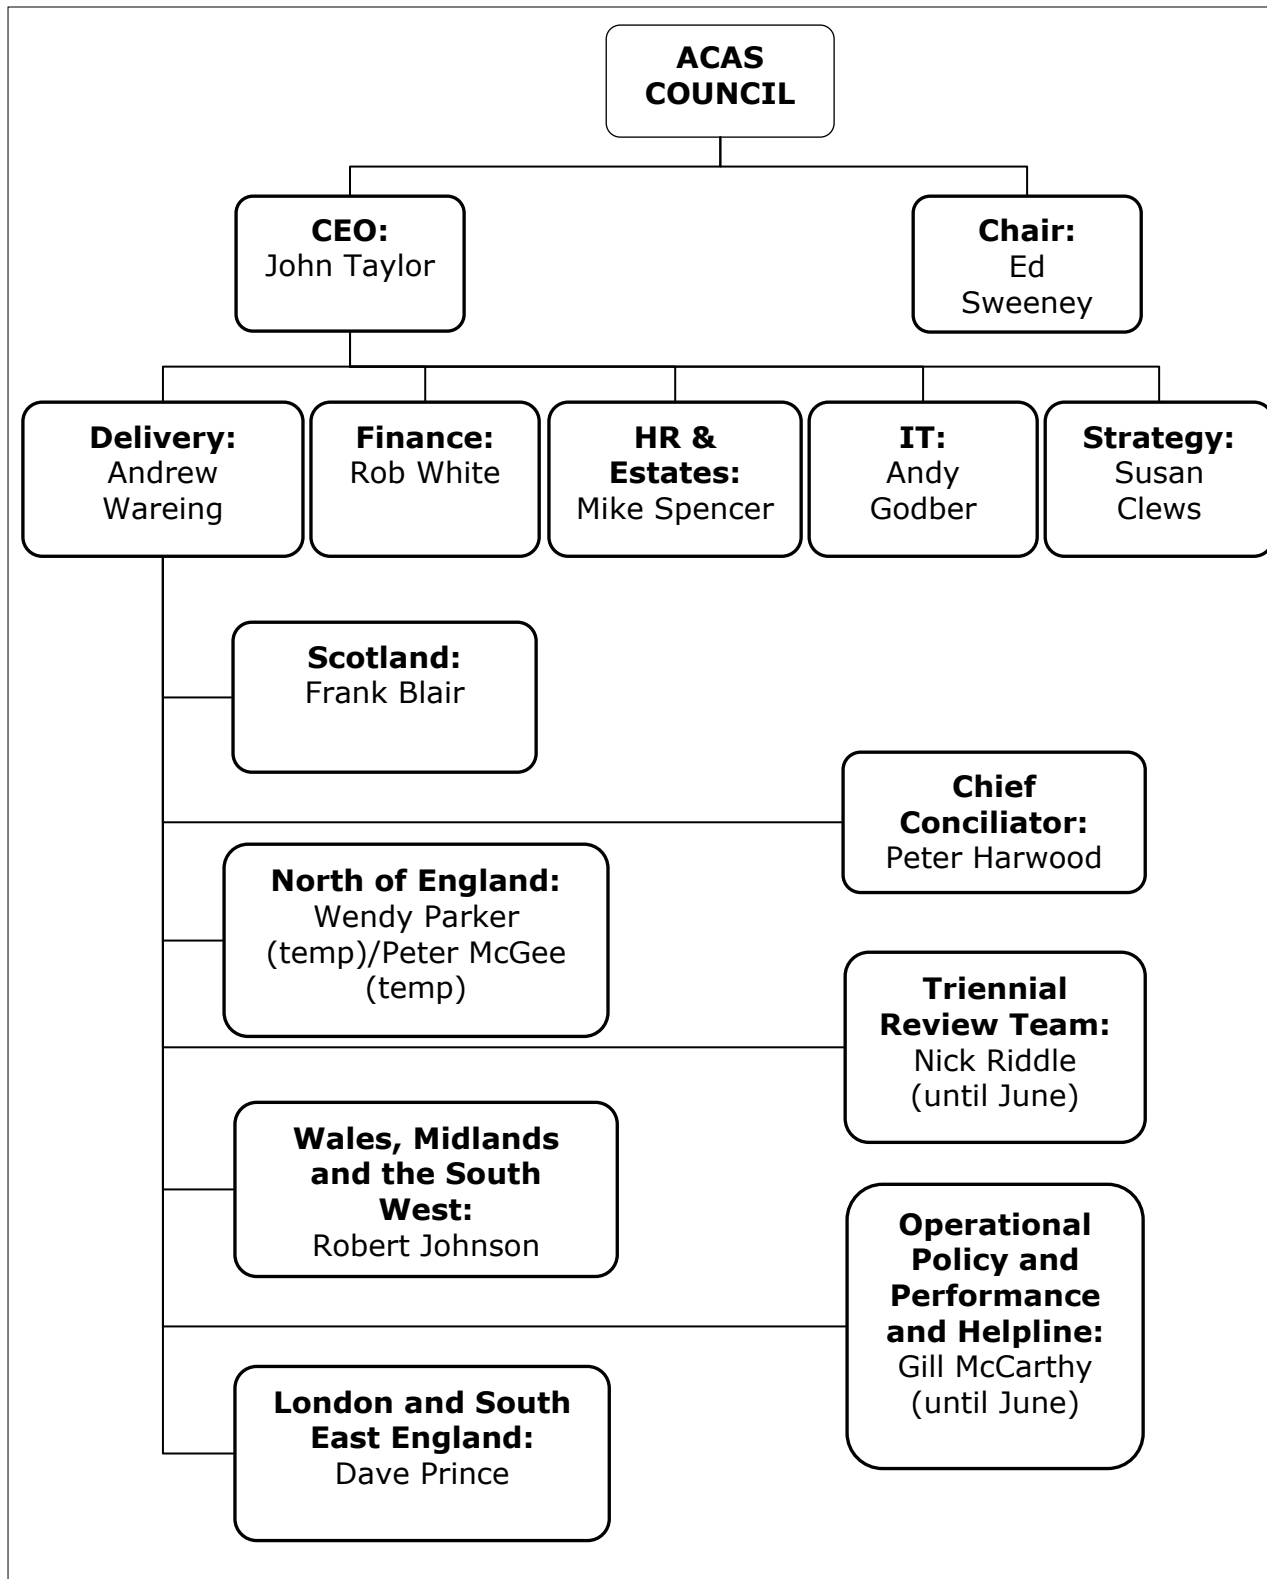 ACAS
COUNCIL
CEO:
John Taylor
Chair:
Ed
Sweeney
Delivery:
Andrew
Wareing
Finance:
Rob White
HR &
Estates:
Mike Spencer
IT:
Andy
Godber
Strategy:
Susan
Clews
Scotland:
Frank Blair
Chief
Conciliator:
Peter Harwood
North of England:
Wendy Parker
(temp)/Peter McGee
(temp)
Triennial
Review Team:
Nick Riddle
(until June)
Wales, Midlands
and the South
West:
Robert Johnson
Operational
Policy and
Performance
and Helpline:
Gill McCarthy
(until June)
London and South
East England:
Dave Prince